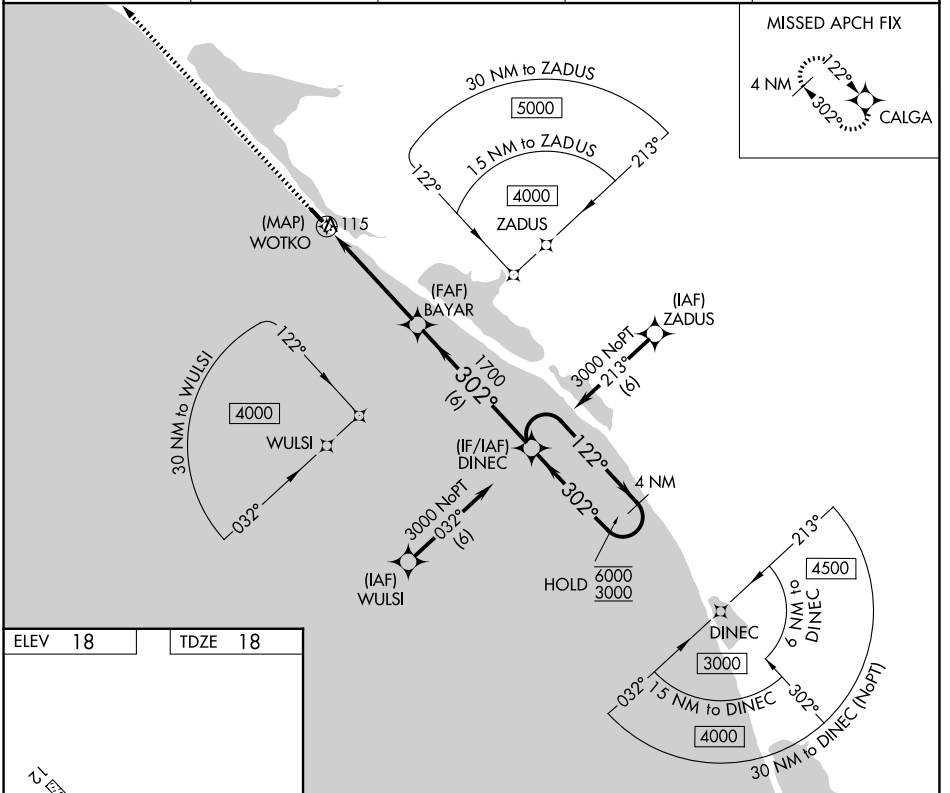 MISSED APCH FIX
122°
4 NM
302°
CALGA
30 NM to ZADUS
5000
15 NM to ZADUS
122°
213°
4000
ZADUS
(MAP)
WOTKO
115
(FAF)
BAYAR
(IAF)
ZADUS
3000 NoPT
213°
(6)
1700
302°
(6)
30 NM to WULSI
122°
4000
WULSI
032°
(IF/IAF)
DINEC
122°
302°
4 NM
3000 NoPT
032°
(6)
(IAF)
WULSI
HOLD
6000
3000
213°
4500
6 NM to
DINEC
DINEC
3000
032°
15 NM to DINEC
302°
4000
30 NM to DINEC (NoPT)
ELEV 18
TDZE 18
12